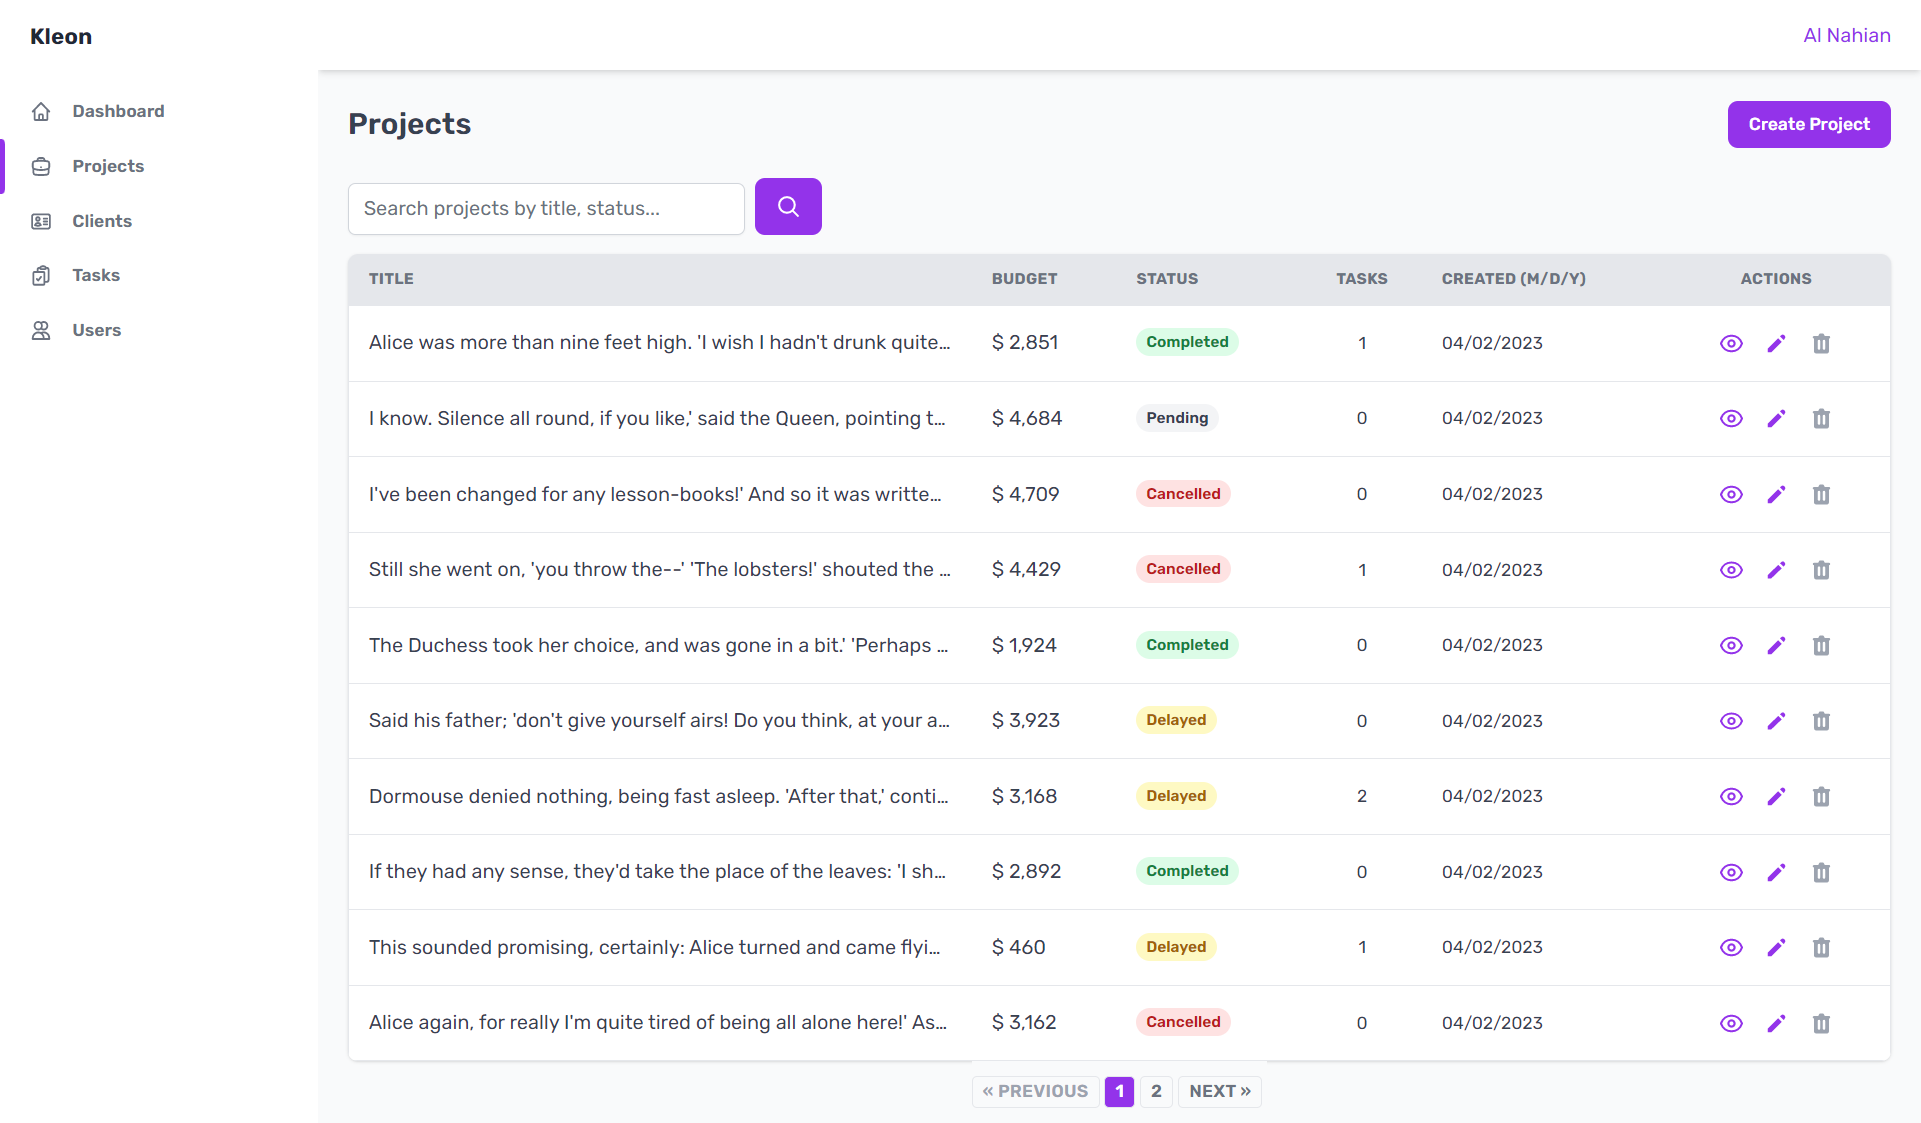 Kleon
Al Nahian
Dashboard
Projects
Clients
Tasks
Users
Projects
Create Project
Search projects by title, status...
TITLE BUDGET STATUS TASKS CREATED (M/D/Y) ACTIONS
Alice was more than nine feet high. 'I wish I hadn't drunk quite... $ 2,851 Completed 1 04/02/2023
I know. Silence all round, if you like,' said the Queen, pointing t... $ 4,684 Pending 0 04/02/2023
I've been changed for any lesson-books!' And so it was writte... $ 4,709 Cancelled 0 04/02/2023
Still she went on, 'you throw the--' 'The lobsters!' shouted the ... $ 4,429 Cancelled 1 04/02/2023
The Duchess took her choice, and was gone in a bit.' 'Perhaps ... $ 1,924 Completed 0 04/02/2023
Said his father; 'don't give yourself airs! Do you think, at your a... $ 3,923 Delayed 0 04/02/2023
Dormouse denied nothing, being fast asleep. 'After that,' conti... $ 3,168 Delayed 2 04/02/2023
If they had any sense, they'd take the place of the leaves: 'I sh... $ 2,892 Completed 0 04/02/2023
This sounded promising, certainly: Alice turned and came flyi... $ 460 Delayed 1 04/02/2023
Alice again, for really I'm quite tired of being all alone here!' As... $ 3,162 Cancelled 0 04/02/2023
« PREVIOUS 1 2 NEXT »